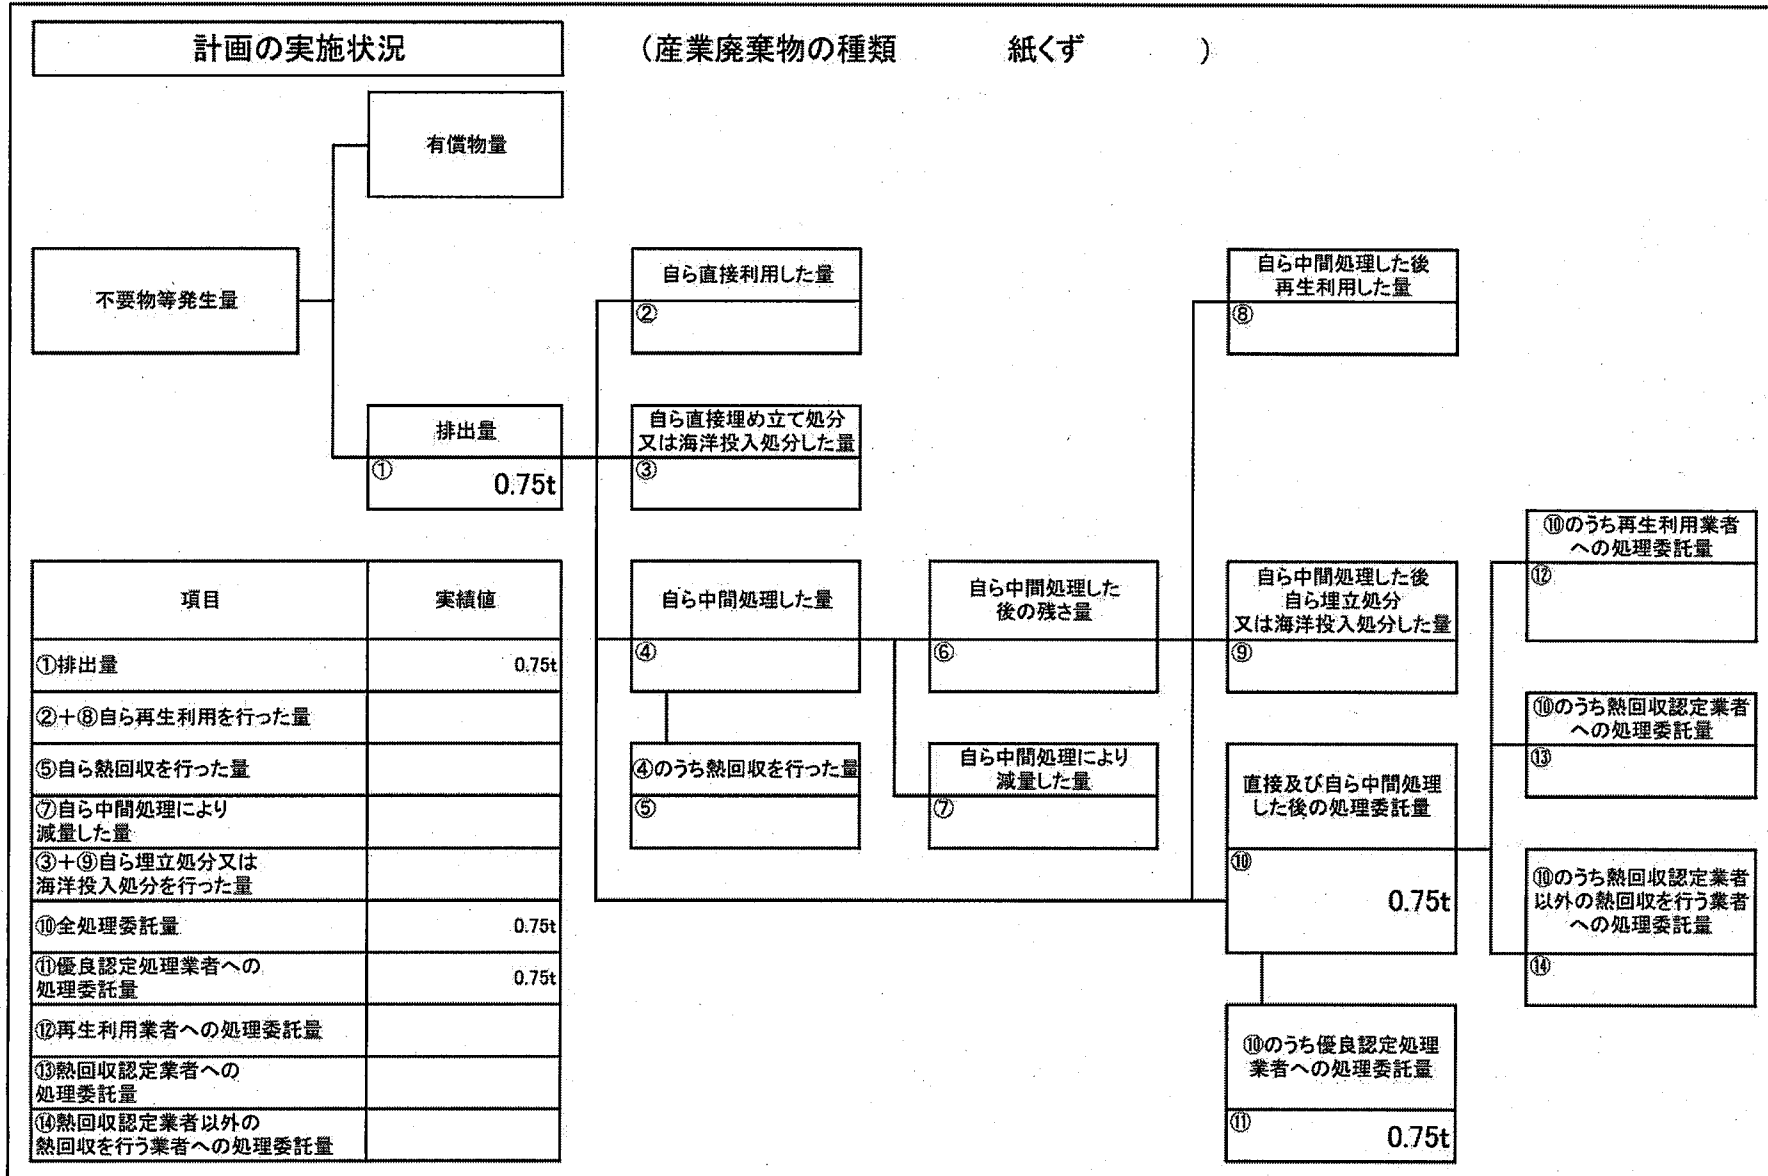 計画の実施状況
(産業廃棄物の種類 紙くず )
有償物量
不要物等発生量
排出量
①
0.75t
自ら直接利用した量
②
自ら直接埋め立て処分
又は海洋投入処分した量
③
自ら中間処理した量
④
④のうち熱回収を行った量
⑤
自ら中間処理した
後の残さ量
⑥
自ら中間処理により
減量した量
⑦
自ら中間処理した後
再生利用した量
⑧
自ら中間処理した後
自ら埋立処分
又は海洋投入処分した量
⑨
直接及び自ら中間処理
した後の処理委託量
⑩
0.75t
⑩のうち優良認定処理
業者への処理委託量
⑪
0.75t
⑩のうち再生利用業者
への処理委託量
⑫
⑩のうち熱回収認定業者
への処理委託量
⑬
⑩のうち熱回収認定業者
以外の熱回収を行う業者
への処理委託量
⑭
項目 実績値
①排出量 0.75t
②+⑧自ら再生利用を行った量
⑤自ら熱回収を行った量
⑦自ら中間処理により
減量した量
③+⑨自ら埋立処分又は
海洋投入処分を行った量
⑩全処理委託量 0.75t
⑪優良認定処理業者への
処理委託量 0.75t
⑫再生利用業者への処理委託量
⑬熱回収認定業者への
処理委託量
⑭熱回収認定業者以外の
熱回収を行う業者への処理委託量